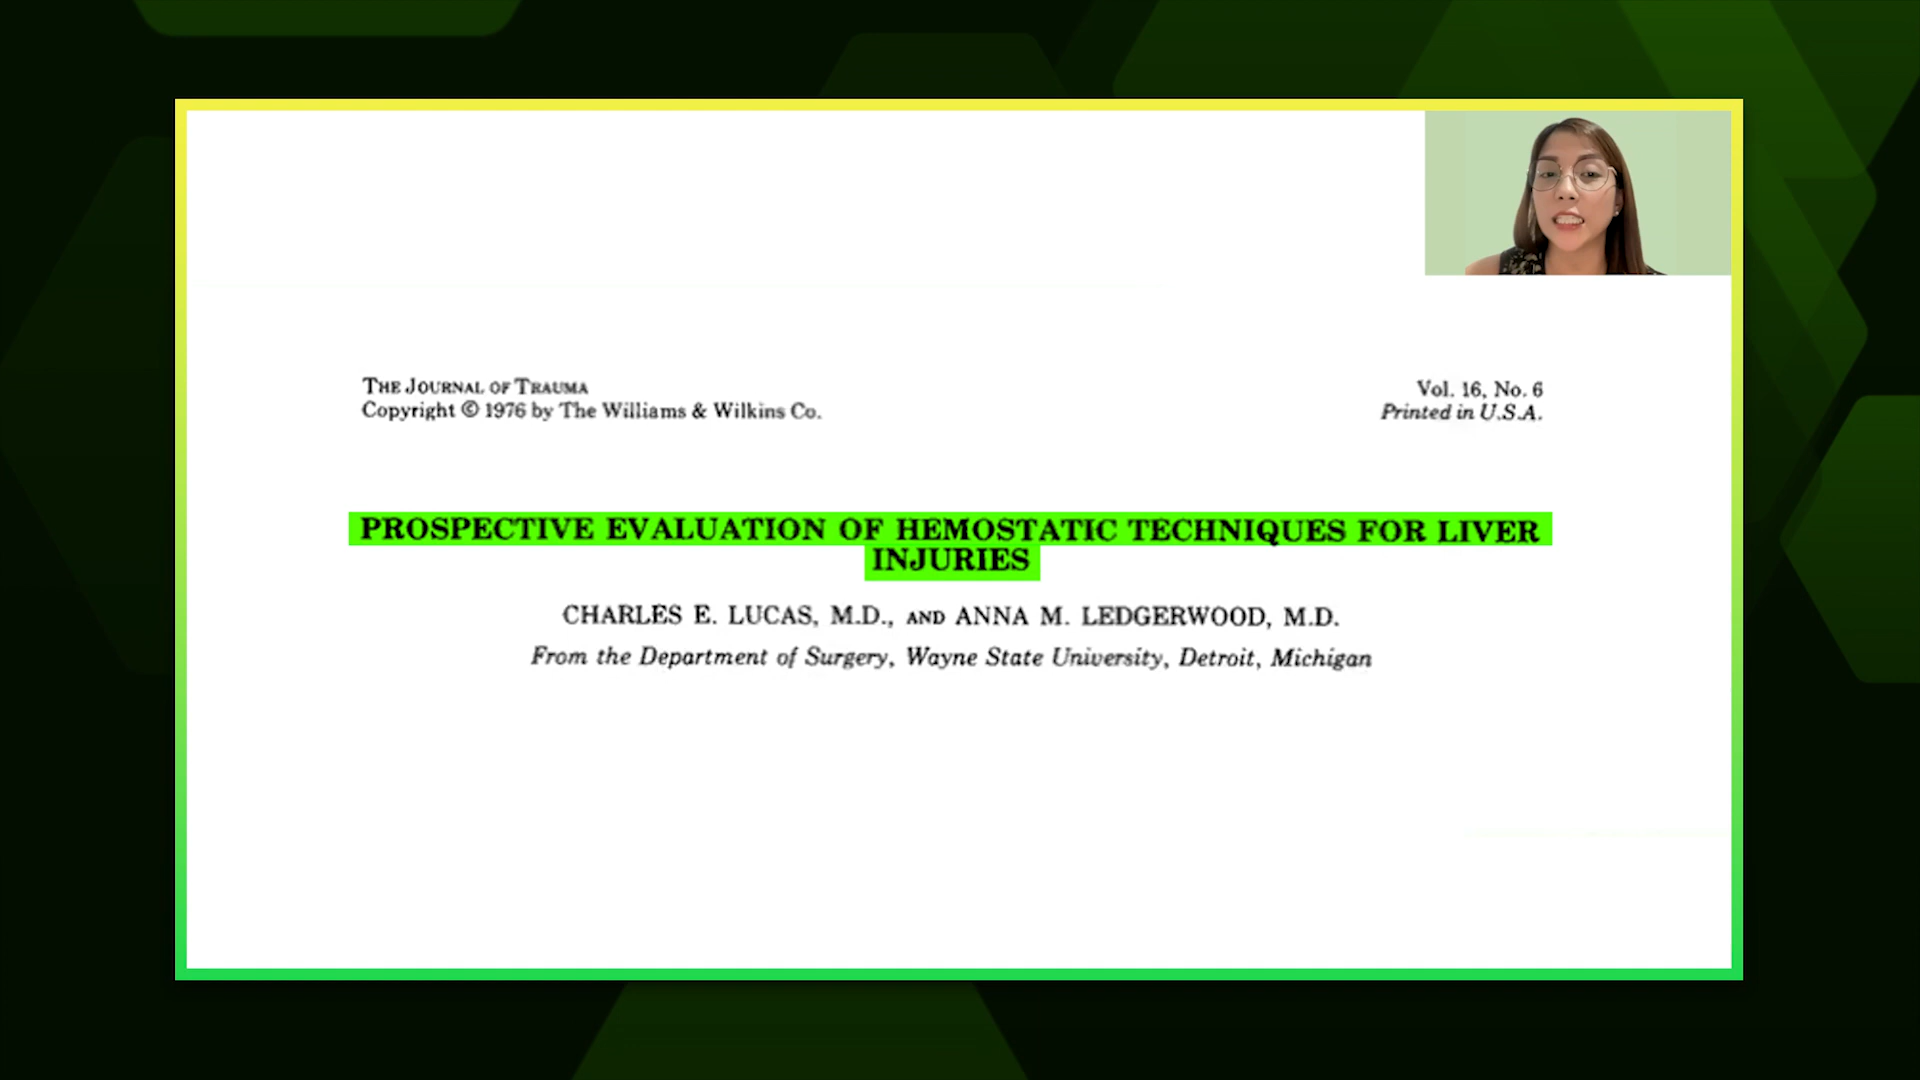 THE JOURNAL OF TRAUMA
Copyright © 1976 by The Williams & Wilkins Co.
Vol. 16, No. 6
Printed in U.S.A.
PROSPECTIVE EVALUATION OF HEMOSTATIC TECHNIQUES FOR LIVER
INJURIES
CHARLES E. LUCAS, M.D., AND ANNA M. LEDGERWOOD, M.D.
From the Department of Surgery, Wayne State University, Detroit, Michigan